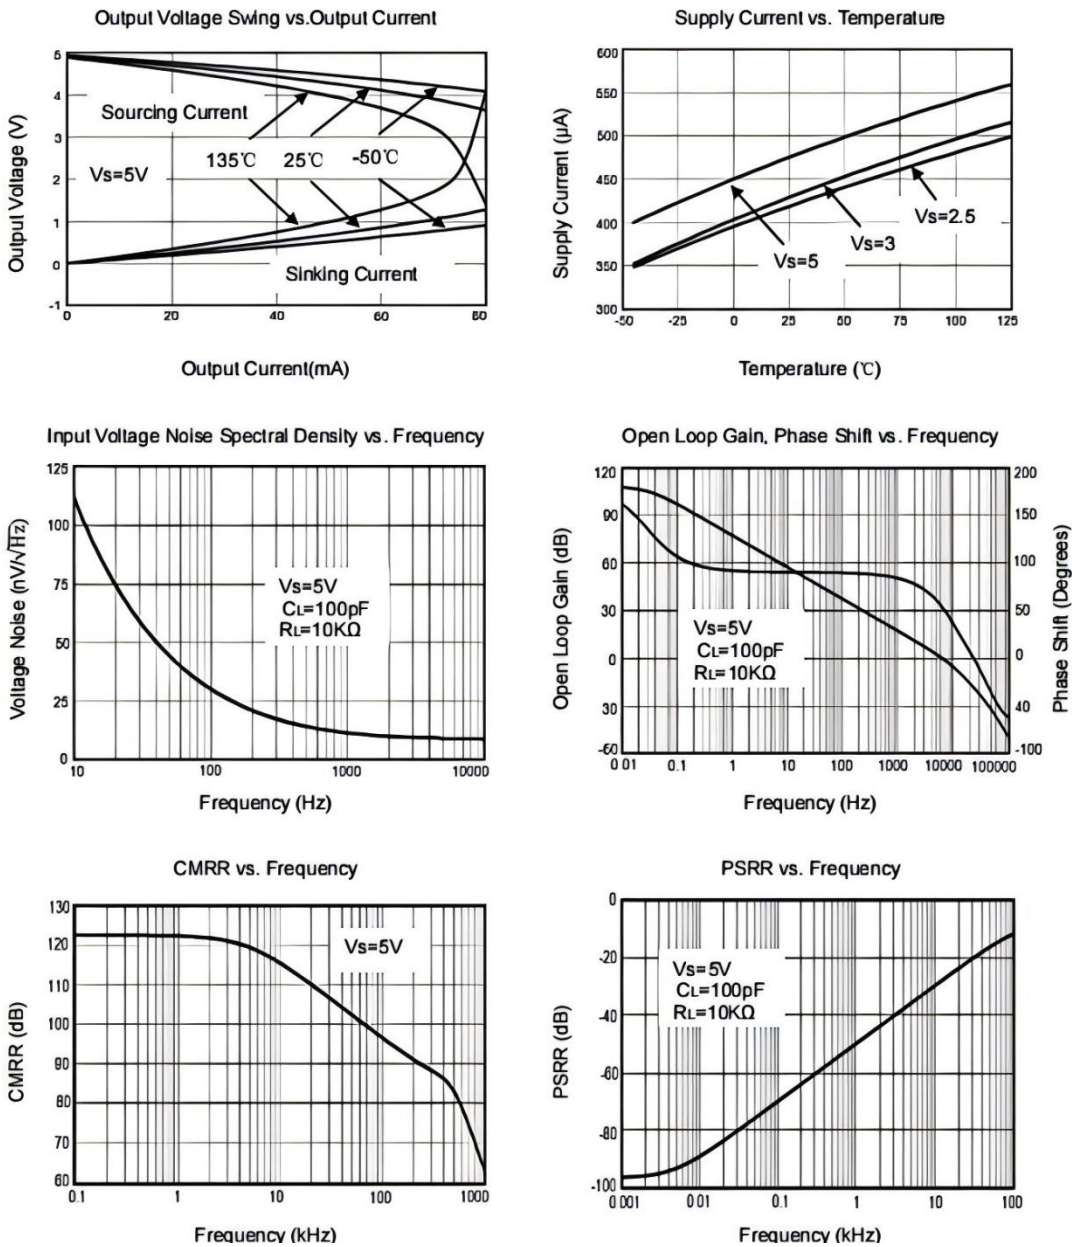 Output Voltage Swing vs.Output Current
Output Voltage (V)
5
4
3
2
1
0
-1
Sourcing Current
Vs=5V
135℃
25℃
-50℃
Sinking Current
0
20
40
60
80
Output Current(mA)
Supply Current vs. Temperature
Supply Current (µA)
600
550
500
450
400
350
300
Vs=2.5
Vs=3
Vs=5
-50
-25
0
25
50
75
100
125
Temperature (℃)
Input Voltage Noise Spectral Density vs. Frequency
Voltage Noise (nV/√Hz)
125
100
75
50
25
0
Vs=5V
CL=100pF
RL=10KΩ
10
100
1000
10000
Frequency (Hz)
Open Loop Gain, Phase Shift vs. Frequency
Open Loop Gain (dB)
120
90
60
30
0
30
-60
Vs=5V
CL=100pF
RL=10KΩ
200
150
100
50
0
40
-100
Phase Shift (Degrees)
0 01
0.1
1
10
100
1000
10000
100000
Frequency (Hz)
CMRR vs. Frequency
CMRR (dB)
130
120
110
100
90
80
70
60
Vs=5V
0.1
1
10
100
1000
Frequency (kHz)
PSRR vs. Frequency
PSRR (dB)
0
-20
-40
-60
-80
-100
Vs=5V
CL=100pF
RL=10KΩ
0 001
0 01
0.1
1
10
100
Frequency (kHz)